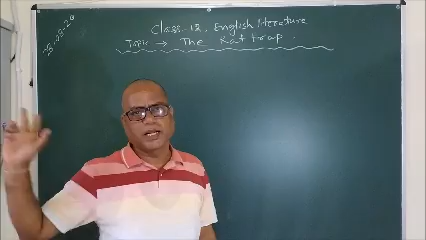 Class-12, English literature
Topic → The Rat trap.